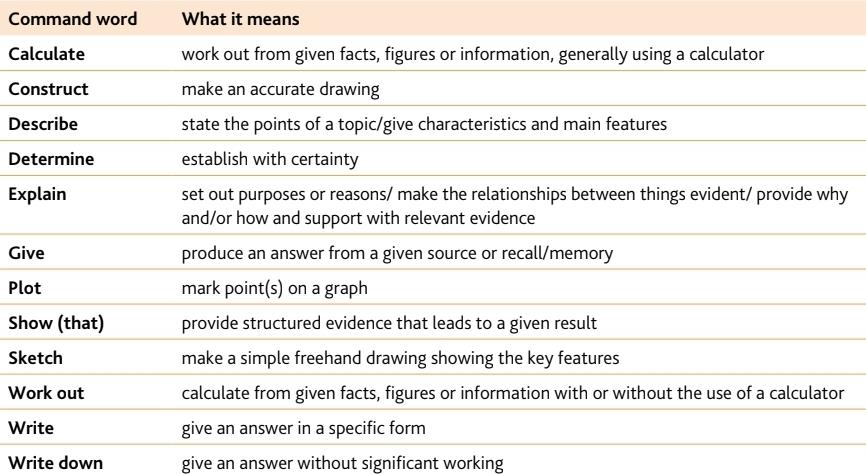 Command word What it means
Calculate work out from given facts, figures or information, generally using a calculator
Construct make an accurate drawing
Describe state the points of a topic/give characteristics and main features
Determine establish with certainty
Explain set out purposes or reasons/ make the relationships between things evident/ provide why
and/or how and support with relevant evidence
Give produce an answer from a given source or recall/memory
Plot mark point(s) on a graph
Show (that) provide structured evidence that leads to a given result
Sketch make a simple freehand drawing showing the key features
Work out calculate from given facts, figures or information with or without the use of a calculator
Write give an answer in a specific form
Write down give an answer without significant working